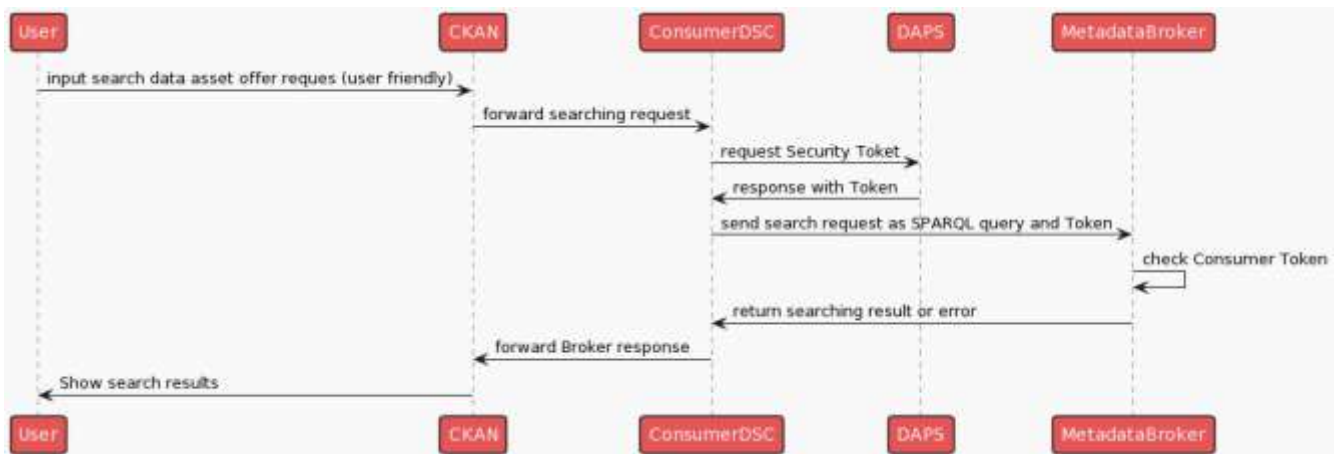 User CKAN ConsumerDSC DAPS MetadataBroker
input search data asset offer reques (user friendly)
forward searching request
request Security Toket
response with Token
send search request as SPARQL query and Token
check Consumer Token
return searching result or error
forward Broker response
Show search results
User CKAN ConsumerDSC DAPS MetadataBroker